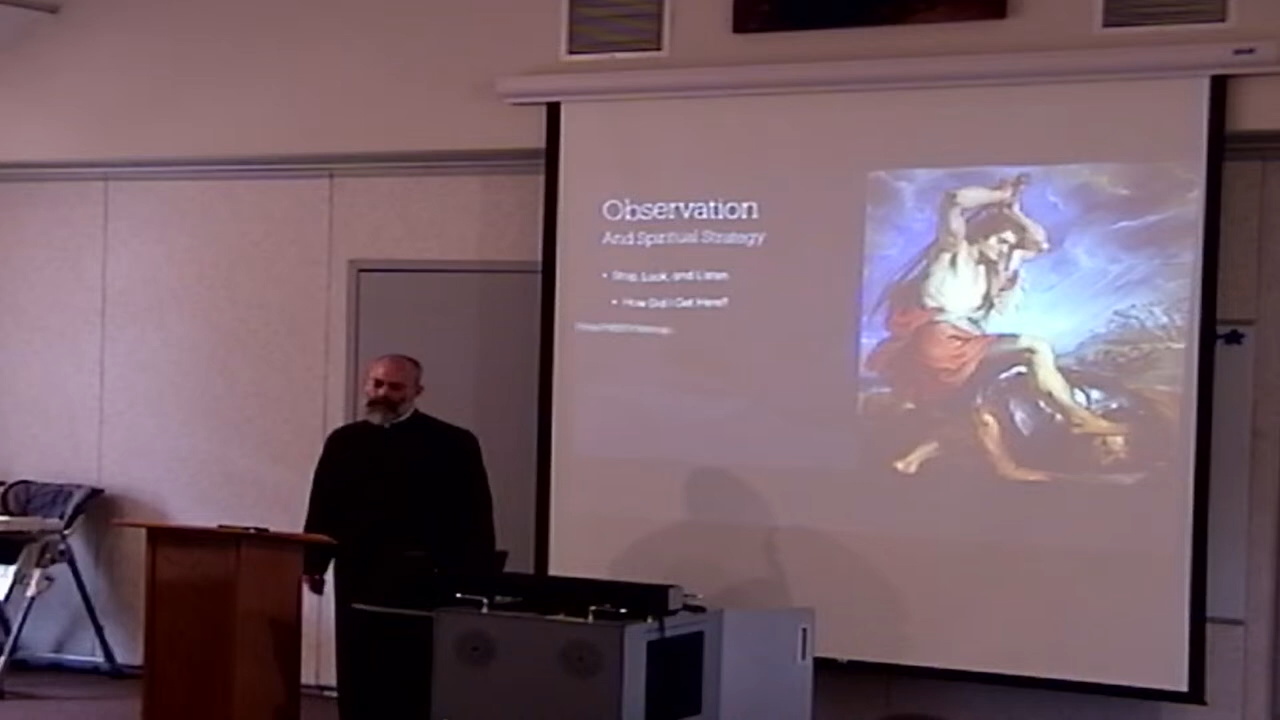 Observation
And Spiritual Strategy
• Stop, Look, and Listen
• How Did I Get Here?